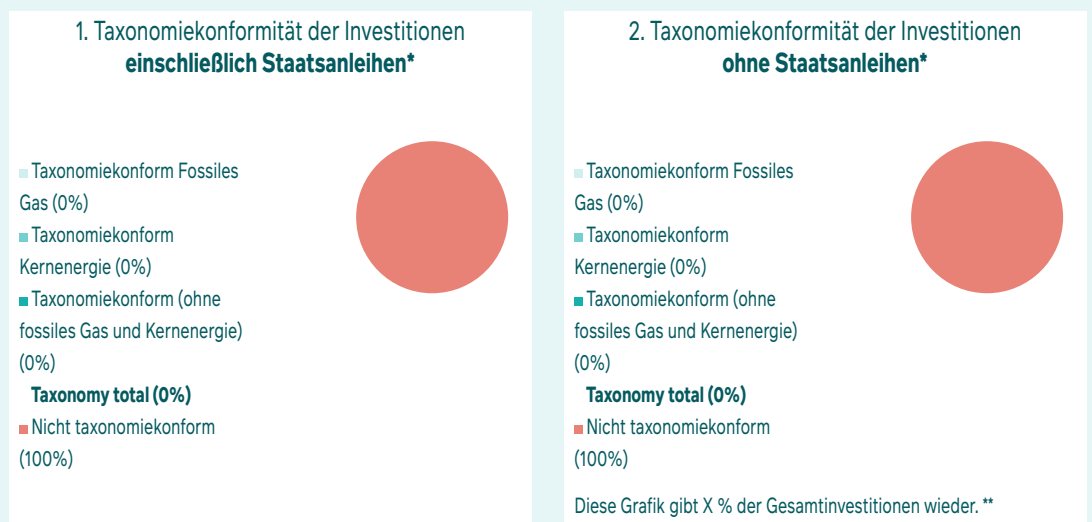 1. Taxonomiekonformität der Investitionen
einschließlich Staatsanleihen*
Taxonomiekonform Fossiles
Gas (0%)
Taxonomiekonform
Kernenergie (0%)
Taxonomiekonform (ohne
fossiles Gas und Kernenergie)
(0%)
Taxonomy total (0%)
Nicht taxonomiekonform
(100%)
2. Taxonomiekonformität der Investitionen
ohne Staatsanleihen*
Taxonomiekonform Fossiles
Gas (0%)
Taxonomiekonform
Kernenergie (0%)
Taxonomiekonform (ohne
fossiles Gas und Kernenergie)
(0%)
Taxonomy total (0%)
Nicht taxonomiekonform
(100%)
Diese Grafik gibt X % der Gesamtinvestitionen wieder. **